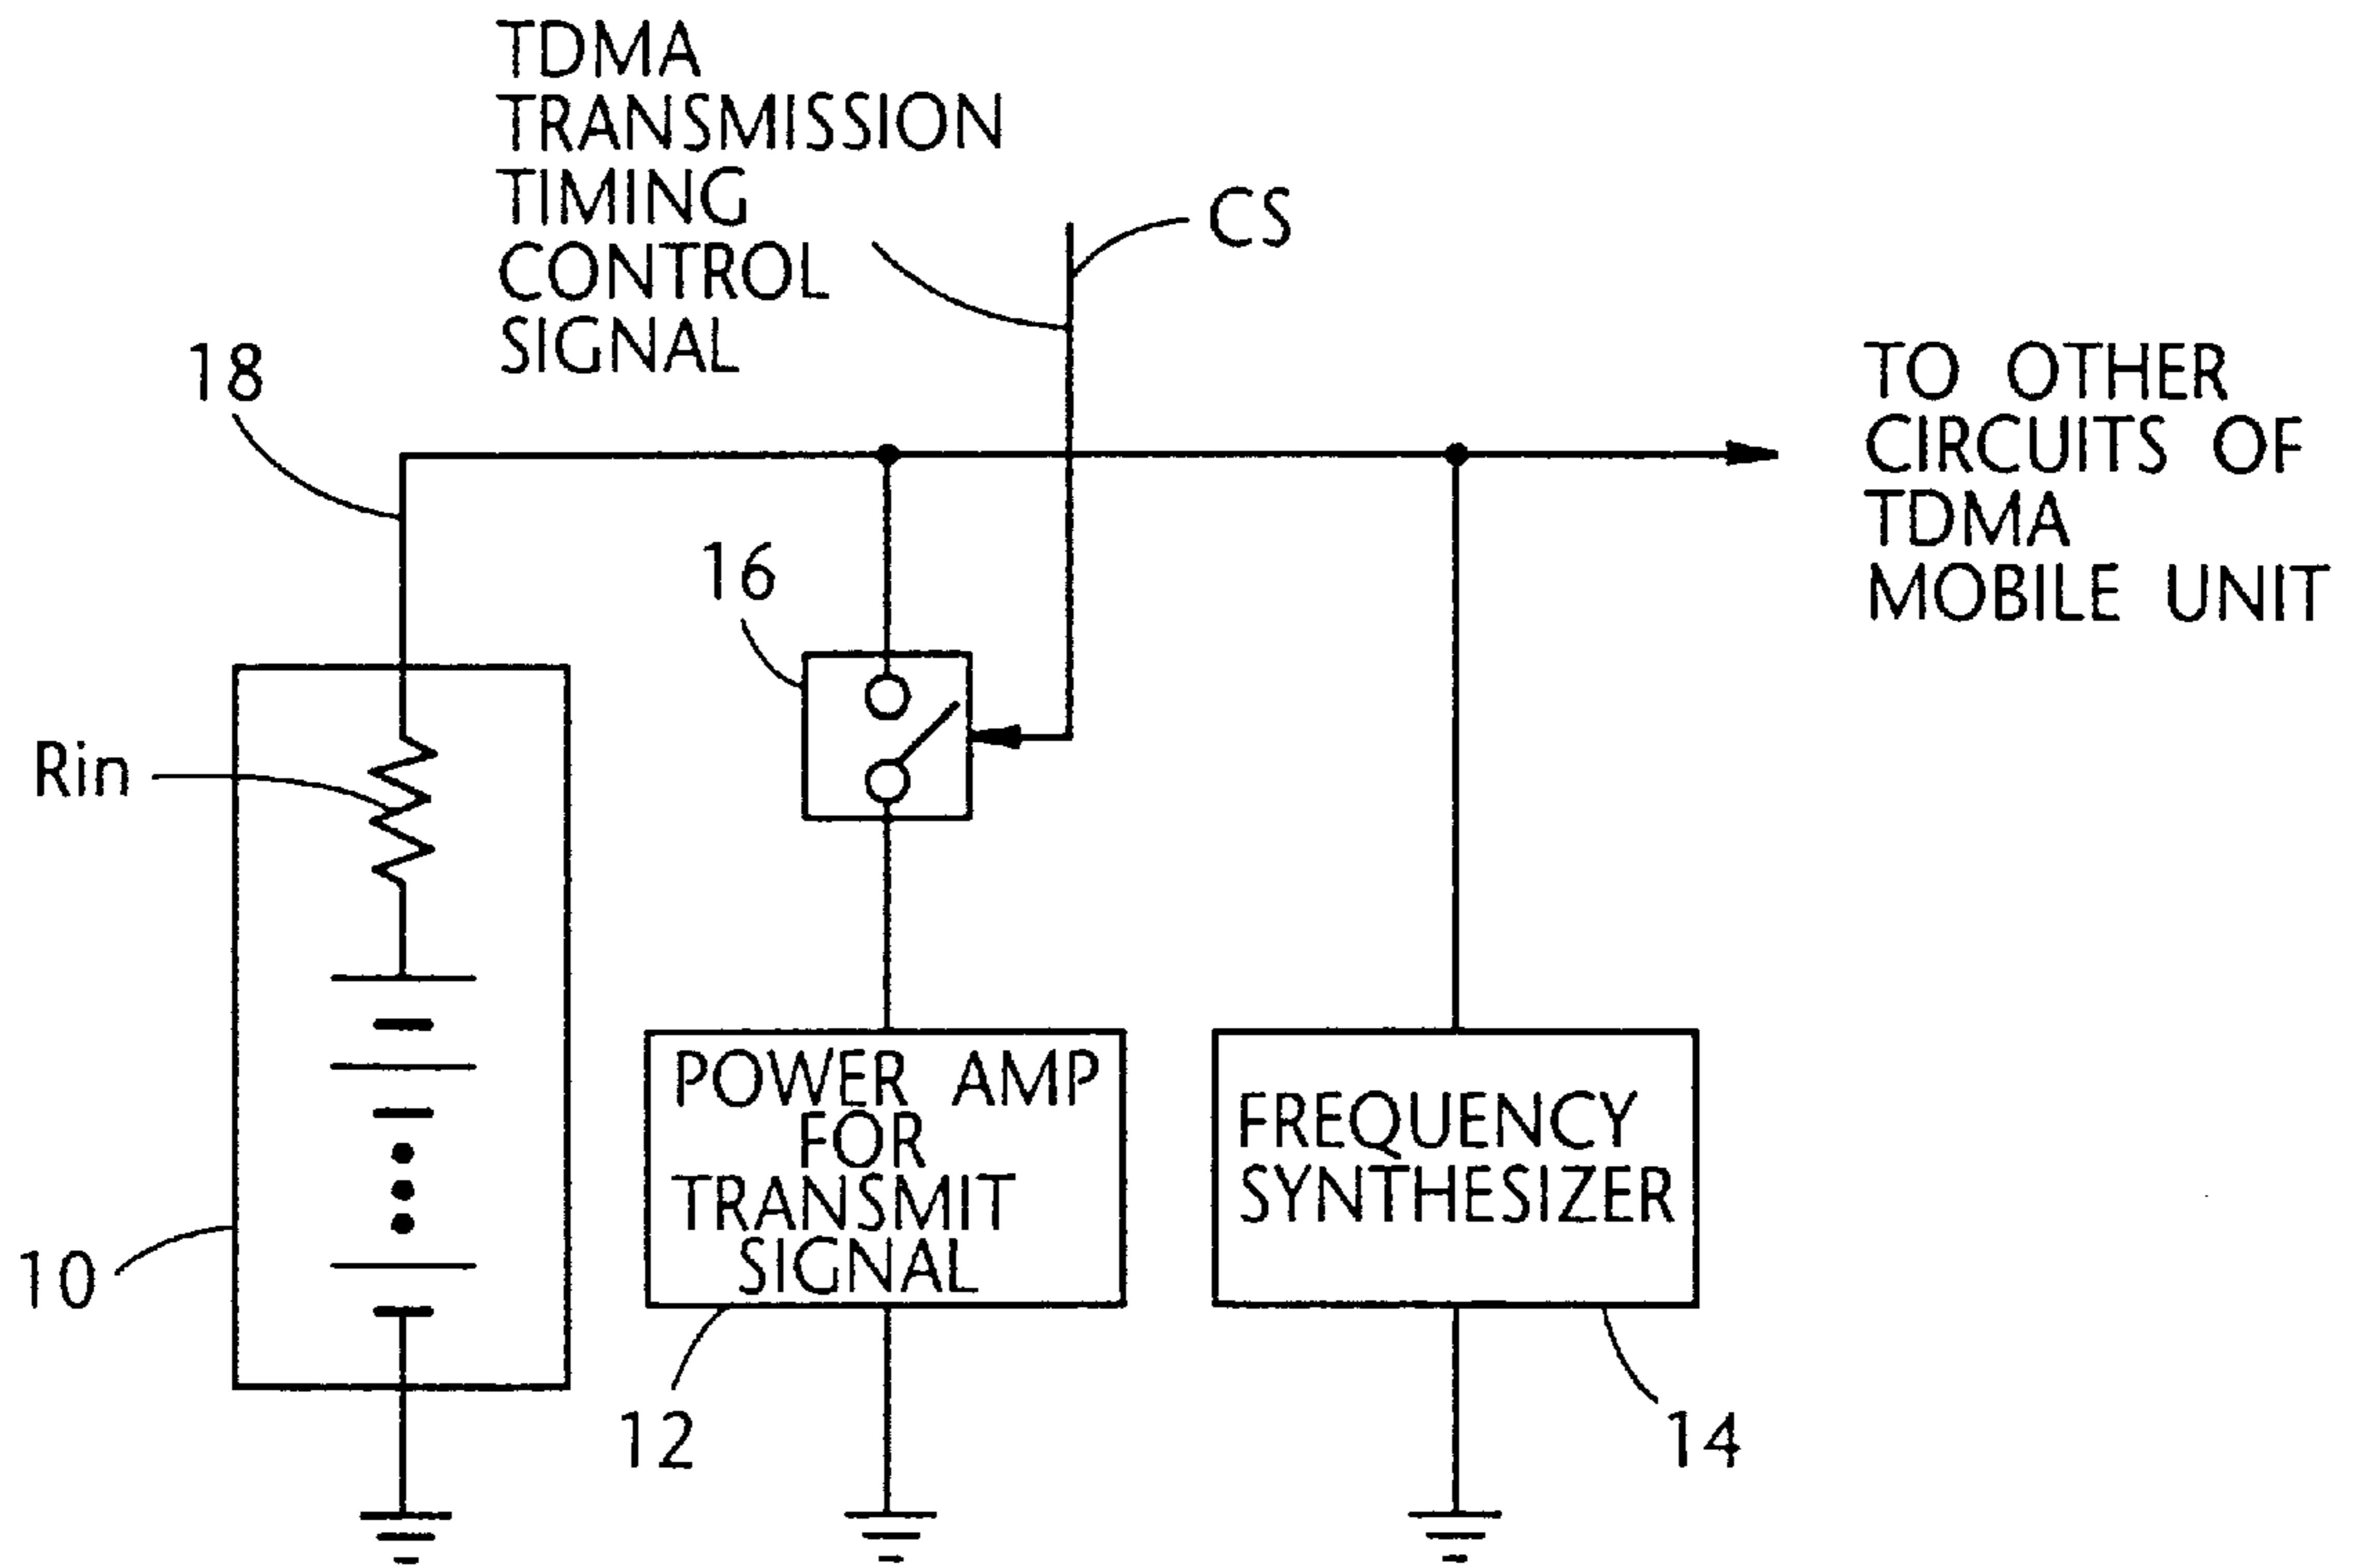 TDMA
TRANSMISSION
TIMING
CONTROL
SIGNAL
CS
18
TO OTHER
CIRCUITS OF
TDMA
MOBILE UNIT
16
Rin
POWER AMP
FOR
TRANSMIT
SIGNAL
FREQUENCY
SYNTHESIZER
10
12
14